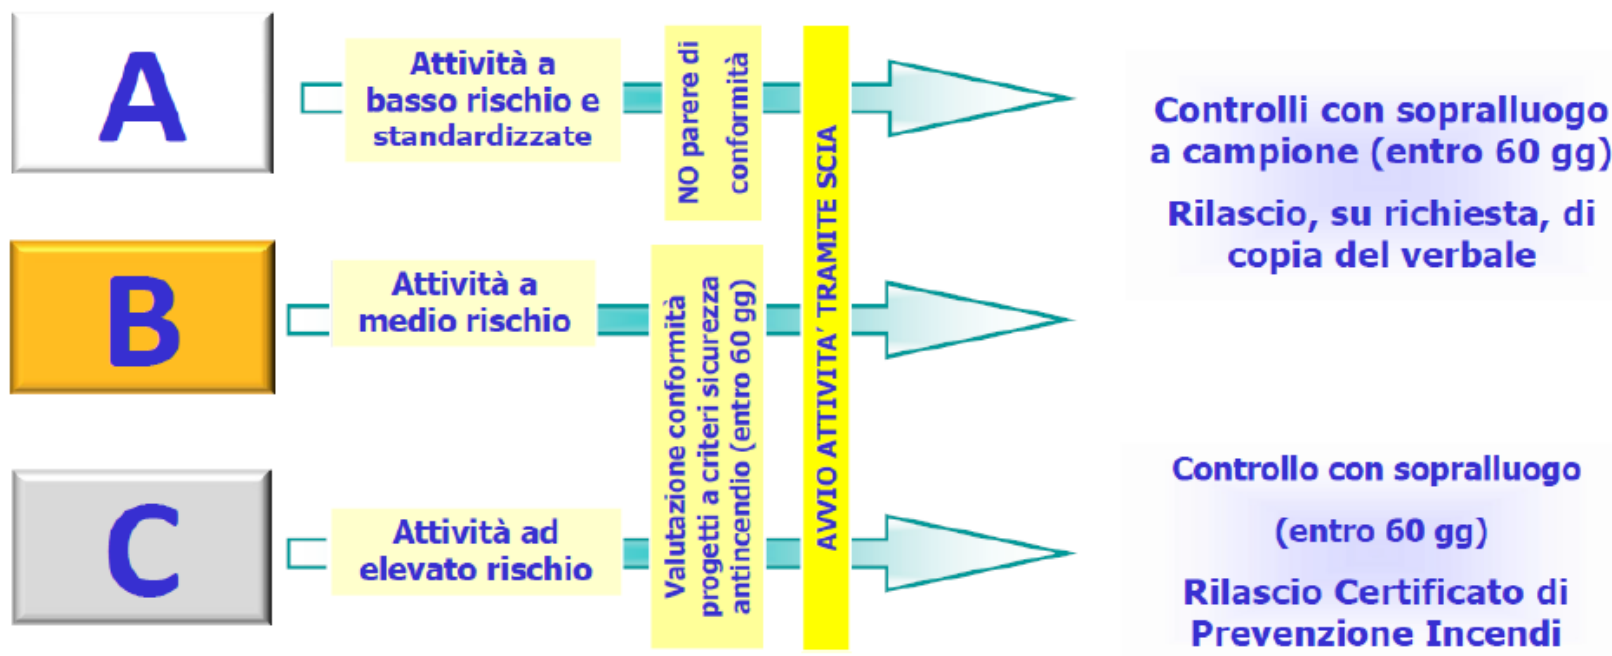 A
Attività a
basso rischio e
standardizzate
NO parere di
conformità
AVVIO ATTIVITA´ TRAMITE SCIA
Controlli con sopralluogo
a campione (entro 60 gg)
Rilascio, su richiesta, di
copia del verbale
B
Attività a
medio rischio
Valutazione conformità
progetti a criteri sicurezza
antincendio (entro 60 gg)
C
Attività ad
elevato rischio
Controllo con sopralluogo
(entro 60 gg)
Rilascio Certificato di
Prevenzione Incendi